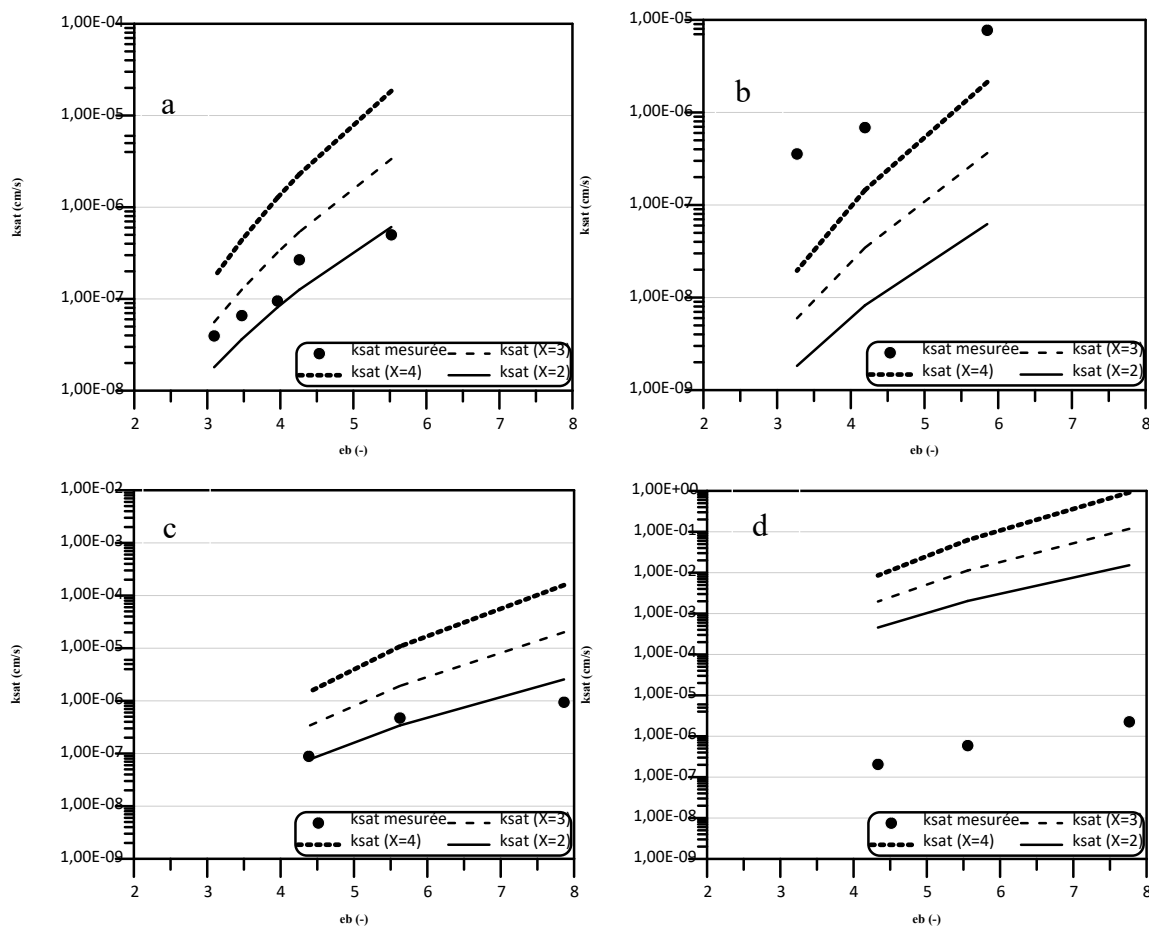 1,00E-04
1,00E-05
1,00E-06
1,00E-07
1,00E-08
ksat (cm/s)
a
ksat mesurée
ksat (X=3)
ksat (X=4)
ksat (X=2)
2 3 4 5 6 7 8
eb (-)
1,00E-05
1,00E-06
1,00E-07
1,00E-08
1,00E-09
ksat (cm/s)
b
ksat mesurée
ksat (X=3)
ksat (X=4)
ksat (X=2)
2 3 4 5 6 7 8
eb (-)
1,00E-02
1,00E-03
1,00E-04
1,00E-05
1,00E-06
1,00E-07
1,00E-08
1,00E-09
ksat (cm/s)
c
ksat mesurée
ksat (X=3)
ksat (X=4)
ksat (X=2)
2 3 4 5 6 7 8
eb (-)
1,00E+00
1,00E-01
1,00E-02
1,00E-03
1,00E-04
1,00E-05
1,00E-06
1,00E-07
1,00E-08
1,00E-09
ksat (cm/s)
d
ksat mesurée
ksat (X=3)
ksat (X=4)
ksat (X=2)
2 3 4 5 6 7 8
eb (-)